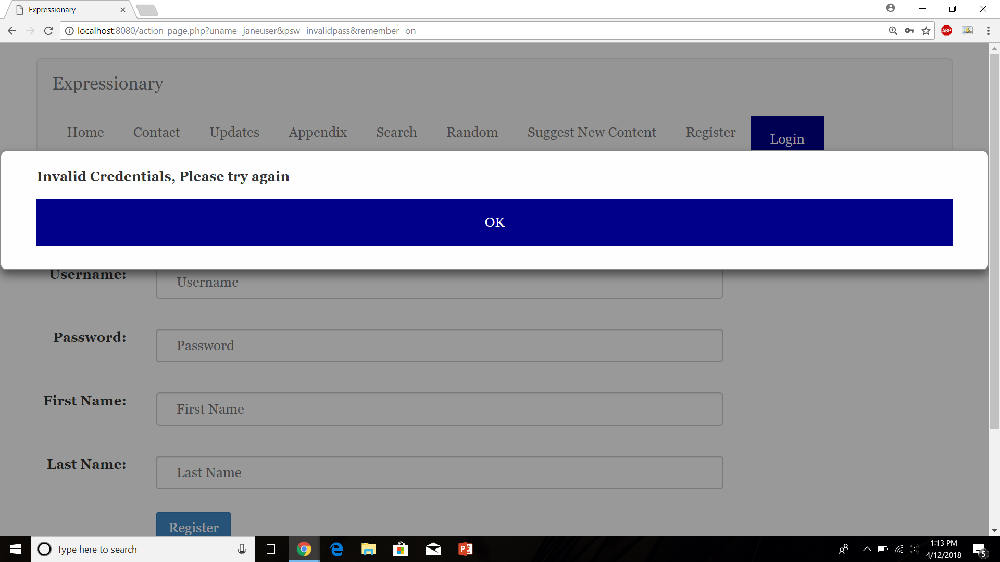 Expressionary
localhost:8080/action_page.php?uname=janeuser&psw=invalidpass&remember=on
ABP
Expressionary
Home Contact Updates Appendix Search Random Suggest New Content Register Login
Invalid Credentials, Please try again
OK
Username: Username
Password: Password
First Name: First Name
Last Name: Last Name
Register
Type here to search
1:13 PM
4/12/2018
5